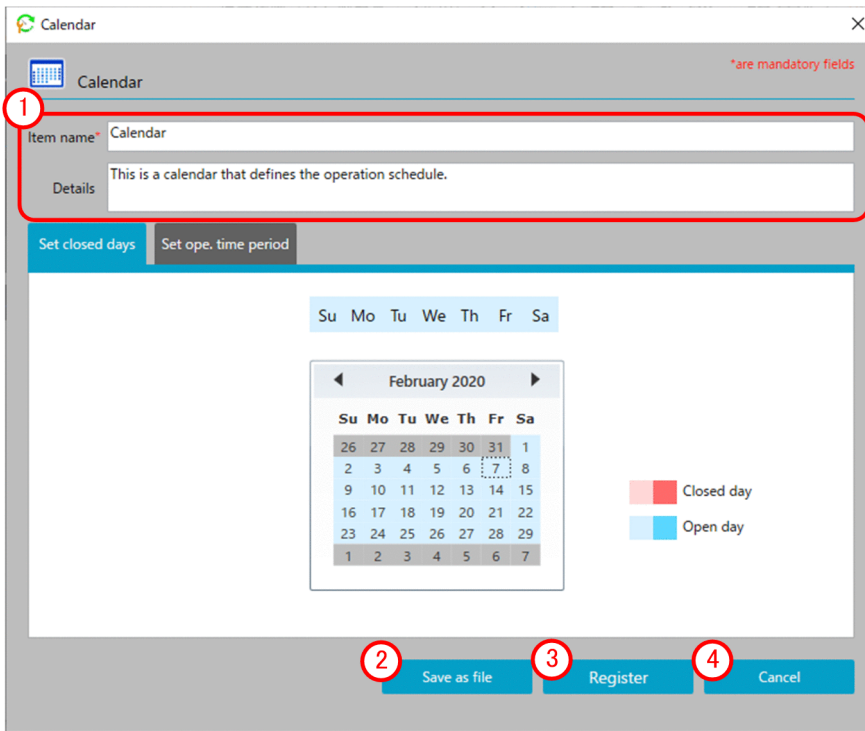 Calendar
*are mandatory fields
Calendar
1
Item name* Calendar
Details This is a calendar that defines the operation schedule.
Set closed days Set ope. time period
Su Mo Tu We Th Fr Sa
February 2020
Su Mo Tu We Th Fr Sa
26 27 28 29 30 31 1
2 3 4 5 6 7 8
9 10 11 12 13 14 15
16 17 18 19 20 21 22
23 24 25 26 27 28 29
1 2 3 4 5 6 7
Closed day
Open day
2 Save as file 3 Register 4 Cancel